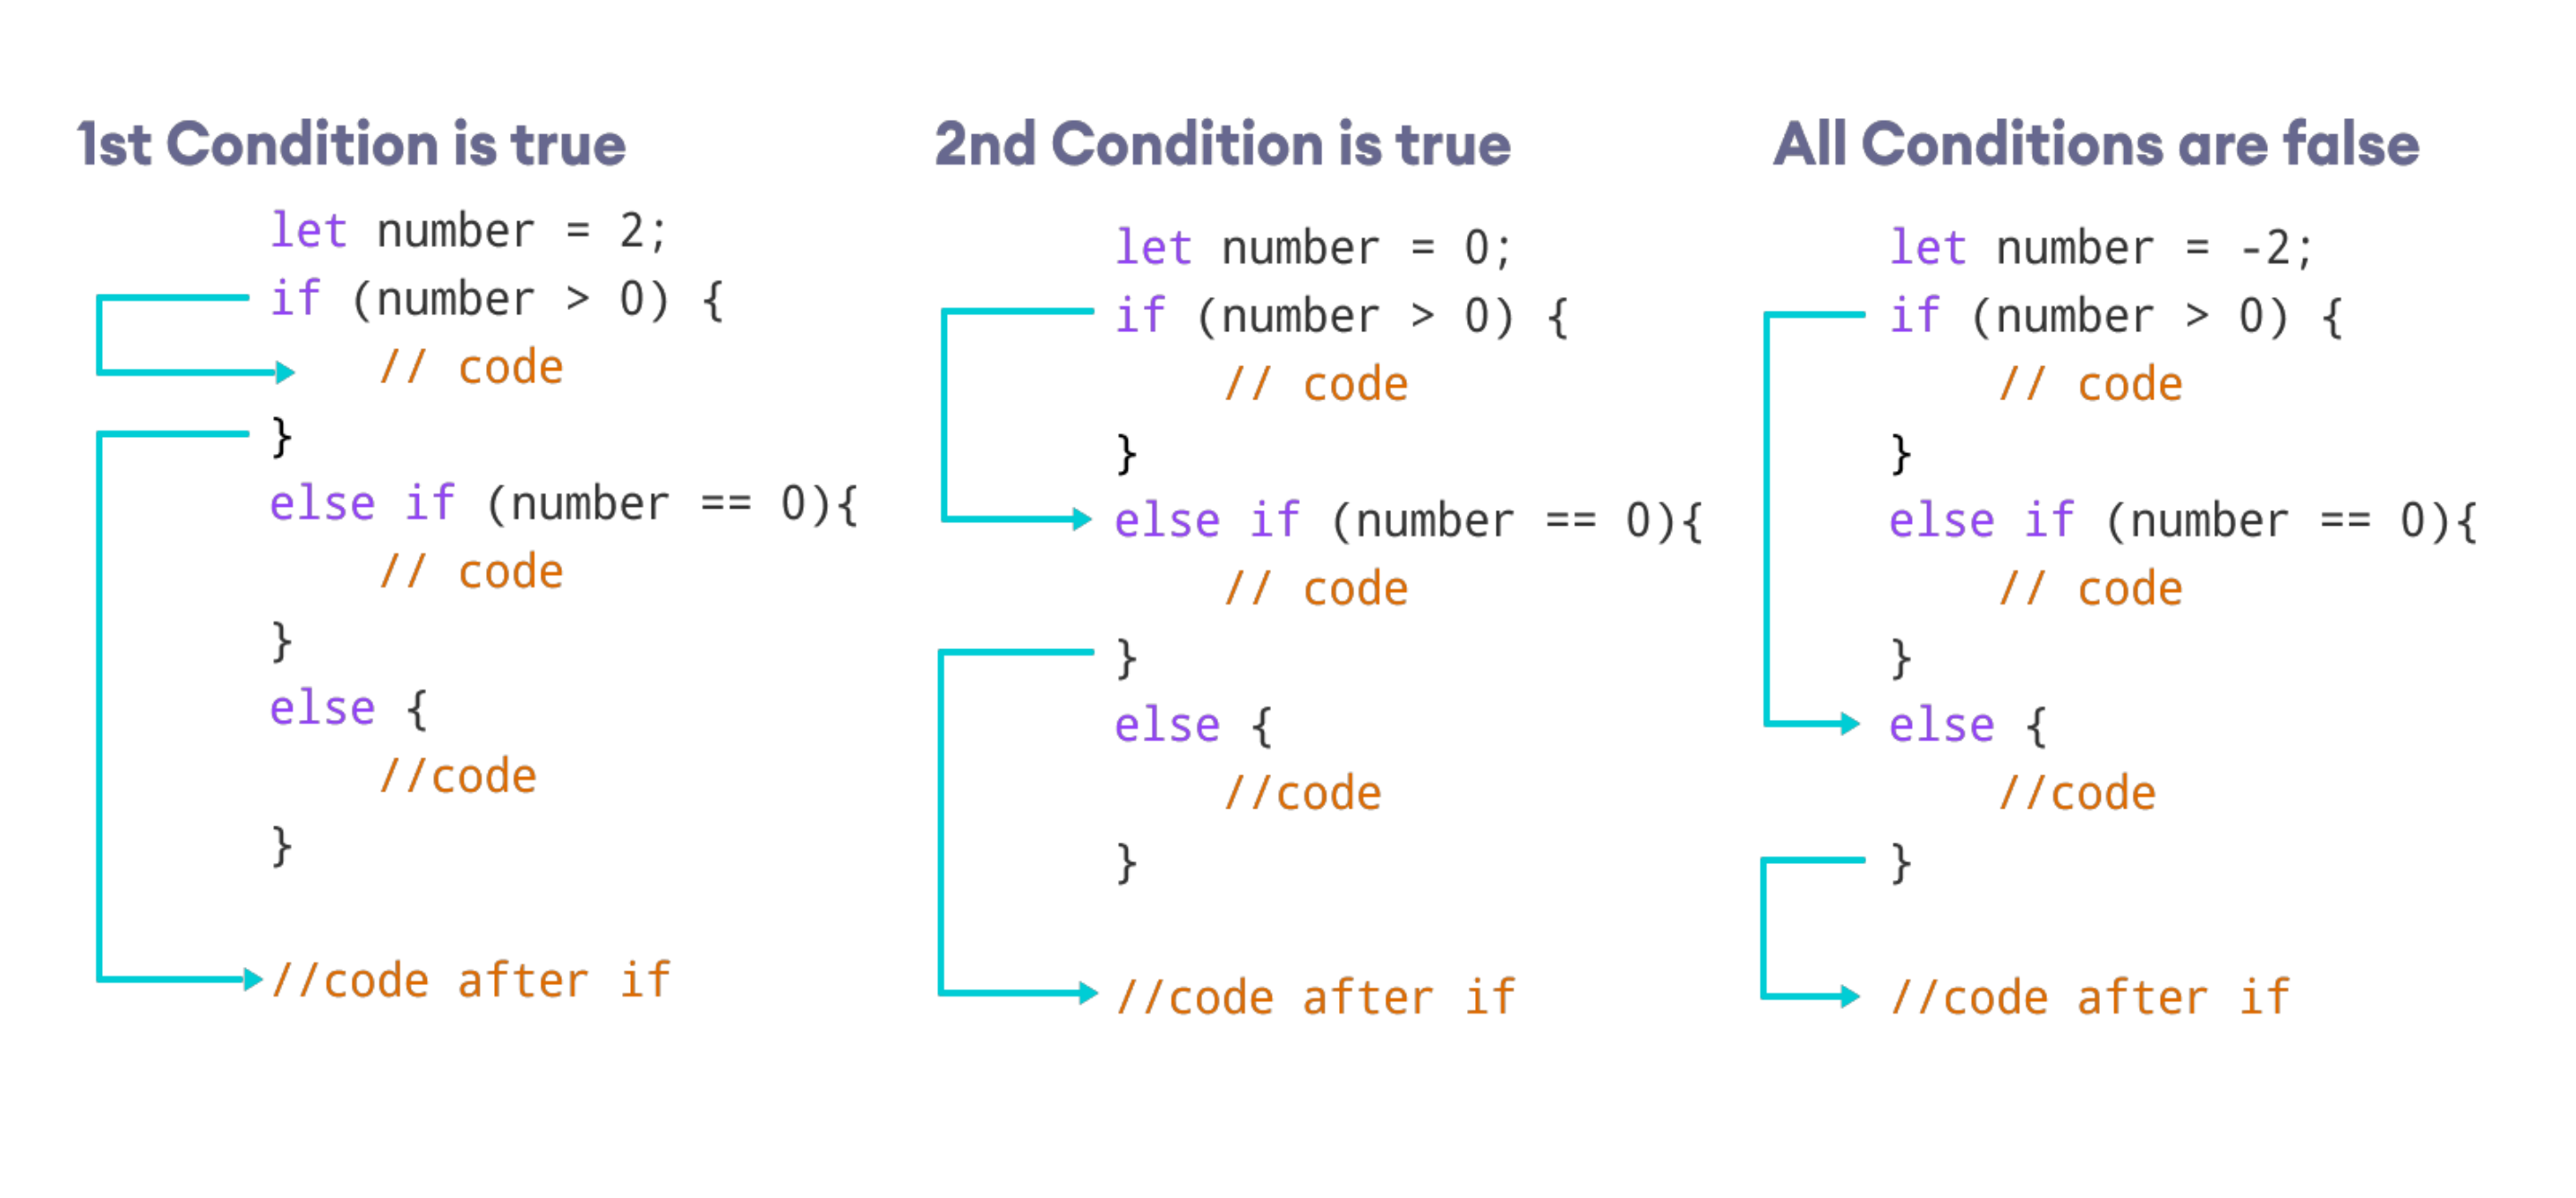 1st Condition is true
let number = 2;
if (number > 0) {
// code
}
else if (number == 0){
// code
}
else {
//code
}
//code after if
2nd Condition is true
let number = 0;
if (number > 0) {
// code
}
else if (number == 0){
// code
}
else {
//code
}
//code after if
All Conditions are false
let number = -2;
if (number > 0) {
// code
}
else if (number == 0){
// code
}
else {
//code
}
//code after if